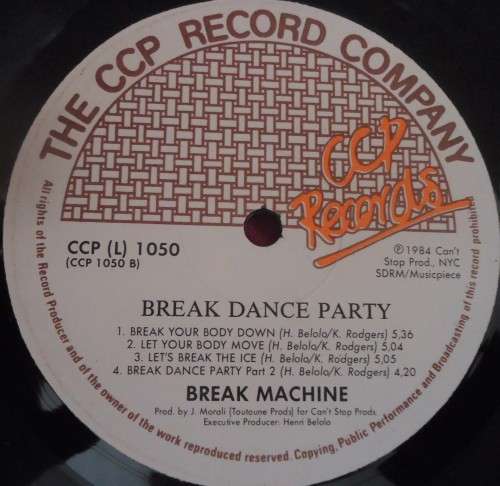 THE CCP RECORD COMPANY
CCP
Records
CCP (L) 1050
(CCP 1050 B)
℗ 1984 Can't
Stop Prod., NYC
SDRM/Musicpiece
BREAK DANCE PARTY
1. BREAK YOUR BODY DOWN (H. Belolo/K. Rodgers) 5,36
2. LET YOUR BODY MOVE (H. Belolo/K. Rodgers) 5,04
3. LET'S BREAK THE ICE (H. Belolo/K. Rodgers) 5,05
4. BREAK DANCE PARTY Part 2 (H. Belolo/K. Rodgers) 4,20
BREAK MACHINE
Prod. by J. Morali (Toutoune Prods) for Can't Stop Prods.
Executive Producer: Henri Belolo
All rights of the Record Producer and of the owner of the work reproduced reserved. Copying, Public Performance and Broadcasting of this record prohibited